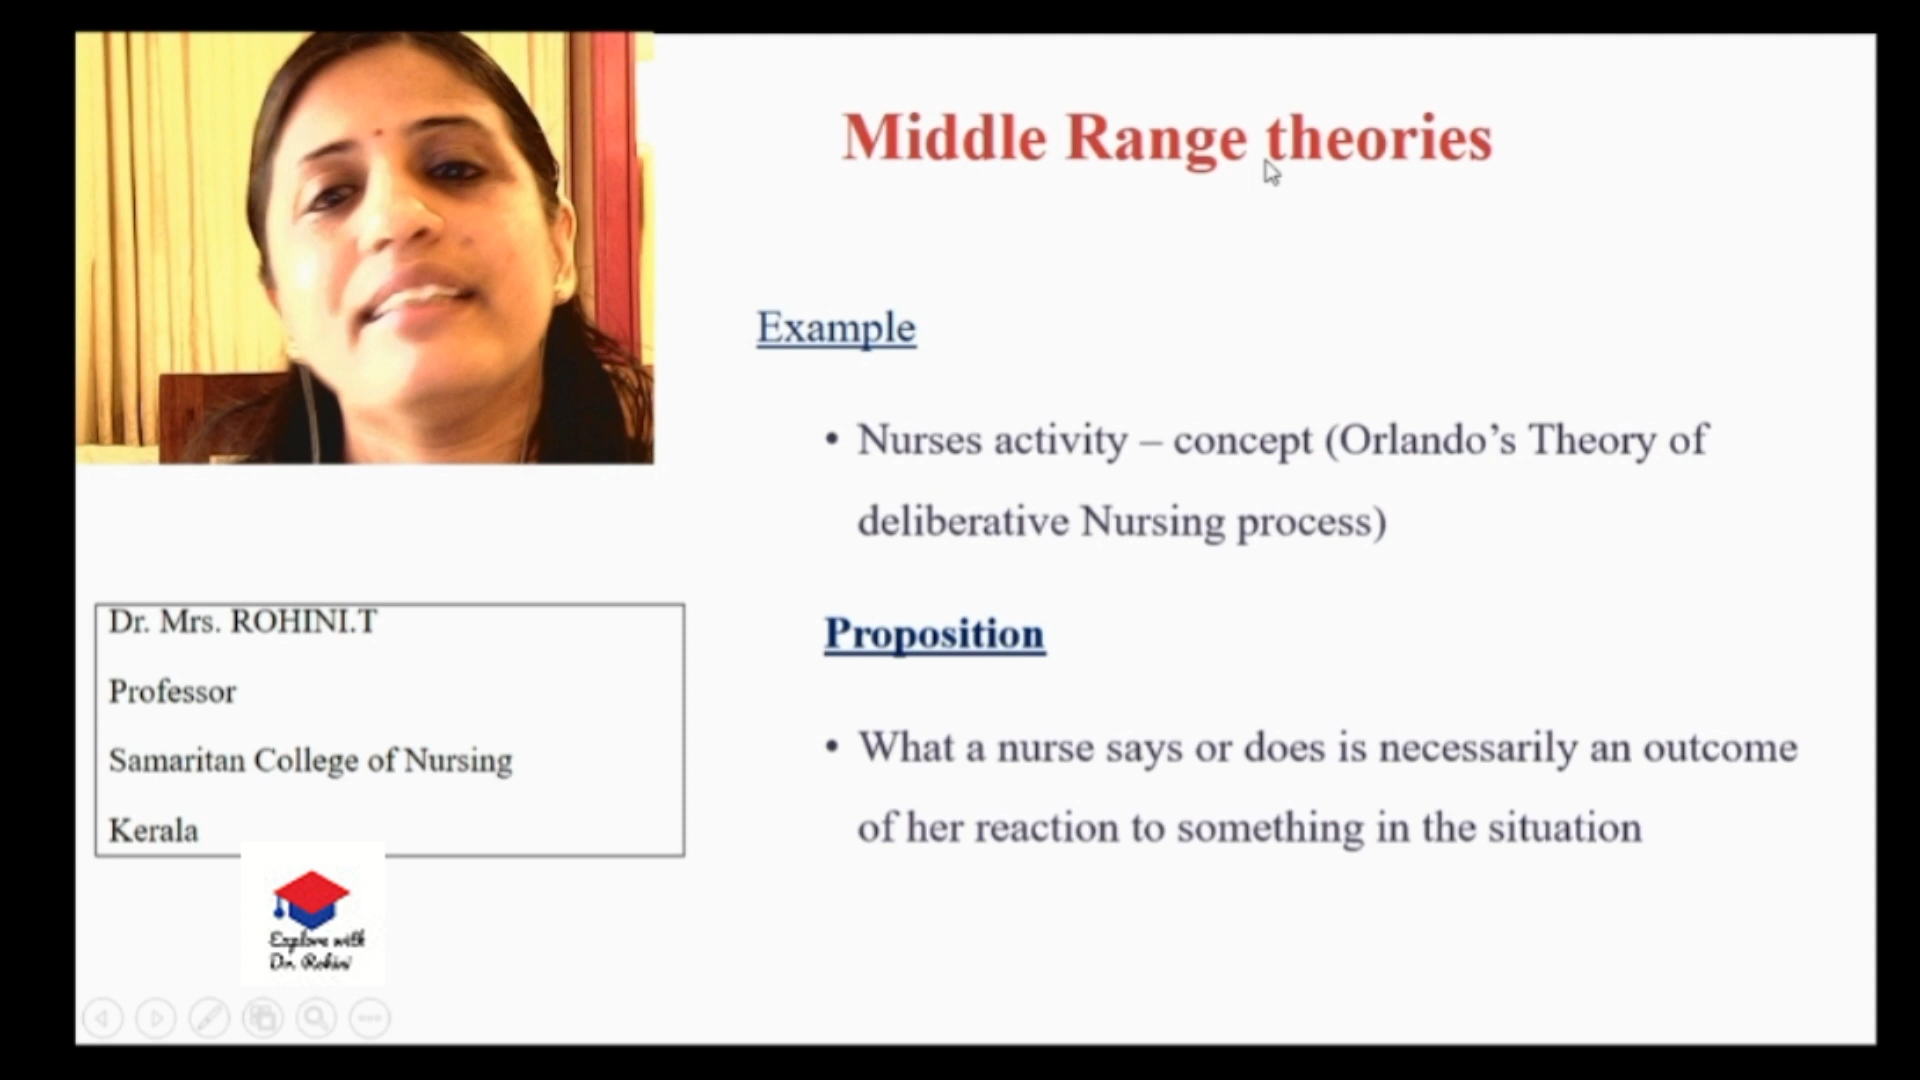 Middle Range theories
Example
• Nurses activity – concept (Orlando’s Theory of
deliberative Nursing process)
Proposition
• What a nurse says or does is necessarily an outcome
of her reaction to something in the situation
Dr. Mrs. ROHINI.T
Professor
Samaritan College of Nursing
Kerala
Explore with
Dr. Rohini